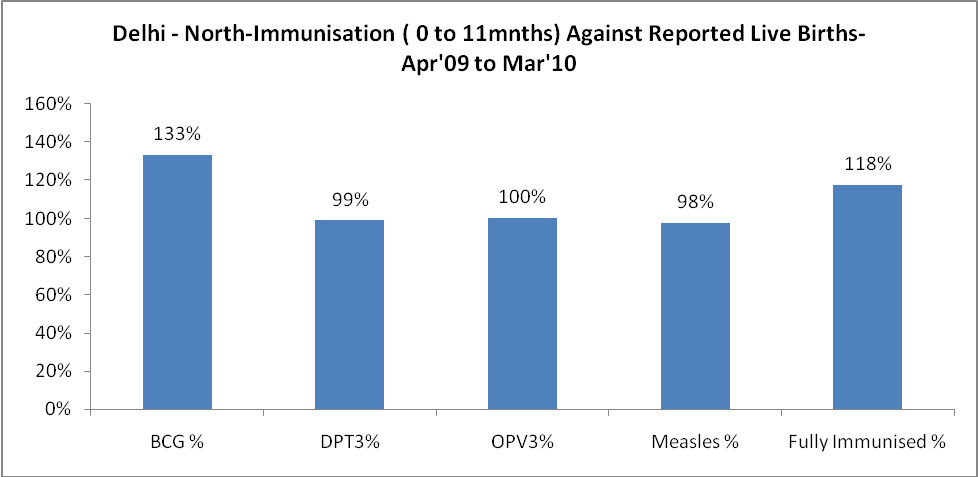 Delhi - North-Immunisation ( 0 to 11mnths) Against Reported Live Births-
Apr'09 to Mar'10
160%
140%
120%
100%
80%
60%
40%
20%
0%
133%
99%
100%
98%
118%
BCG %
DPT3%
OPV3%
Measles %
Fully Immunised %